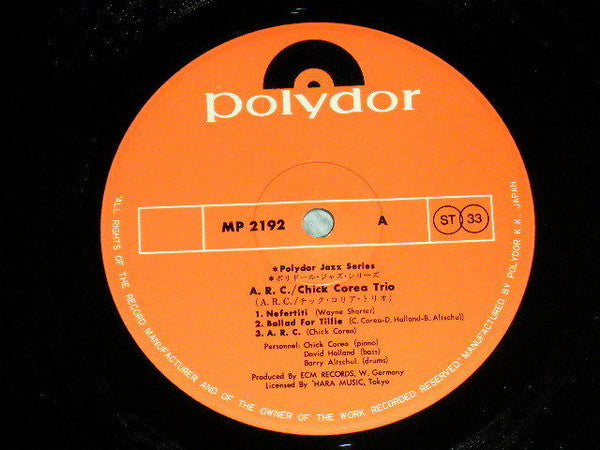 polydor
MP 2192 A ST 33
*Polydor Jazz Series
*ポリドール・ジャズ・シリーズ
A. R. C./Chick Corea Trio
(A. R. C./チック・コリア・トリオ)
1. Nefertiti (Wayne Shorter)
2. Ballad For Tillie (C. Corea-D. Holland-B. Altschul)
3. A. R. C. (Chick Corea)
Personnel: Chick Corea (piano)
David Holland (bass)
Barry Altschul (drums)
Produced By ECM RECORDS, W. Germany
Licensed By 'HARA MUSIC, Tokyo
"ALL RIGHTS OF THE RECORD MANUFACTURER AND OF THE OWNER OF THE WORK RECORDED RESERVED" MANUFACTURED BY POLYDOR K. K. JAPAN